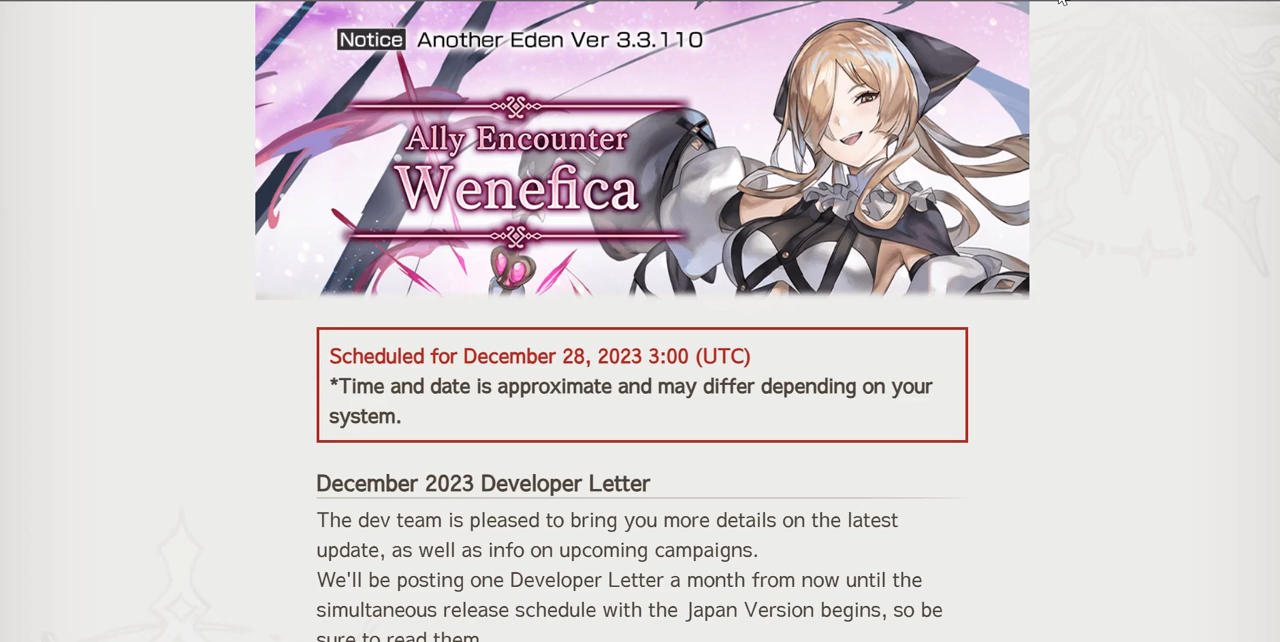 Notice Another Eden Ver 3.3.110
Ally Encounter
Wenefica
Scheduled for December 28, 2023 3:00 (UTC)
*Time and date is approximate and may differ depending on your
system.
December 2023 Developer Letter
The dev team is pleased to bring you more details on the latest
update, as well as info on upcoming campaigns.
We'll be posting one Developer Letter a month from now until the
simultaneous release schedule with the Japan Version begins, so be
sure to read them.